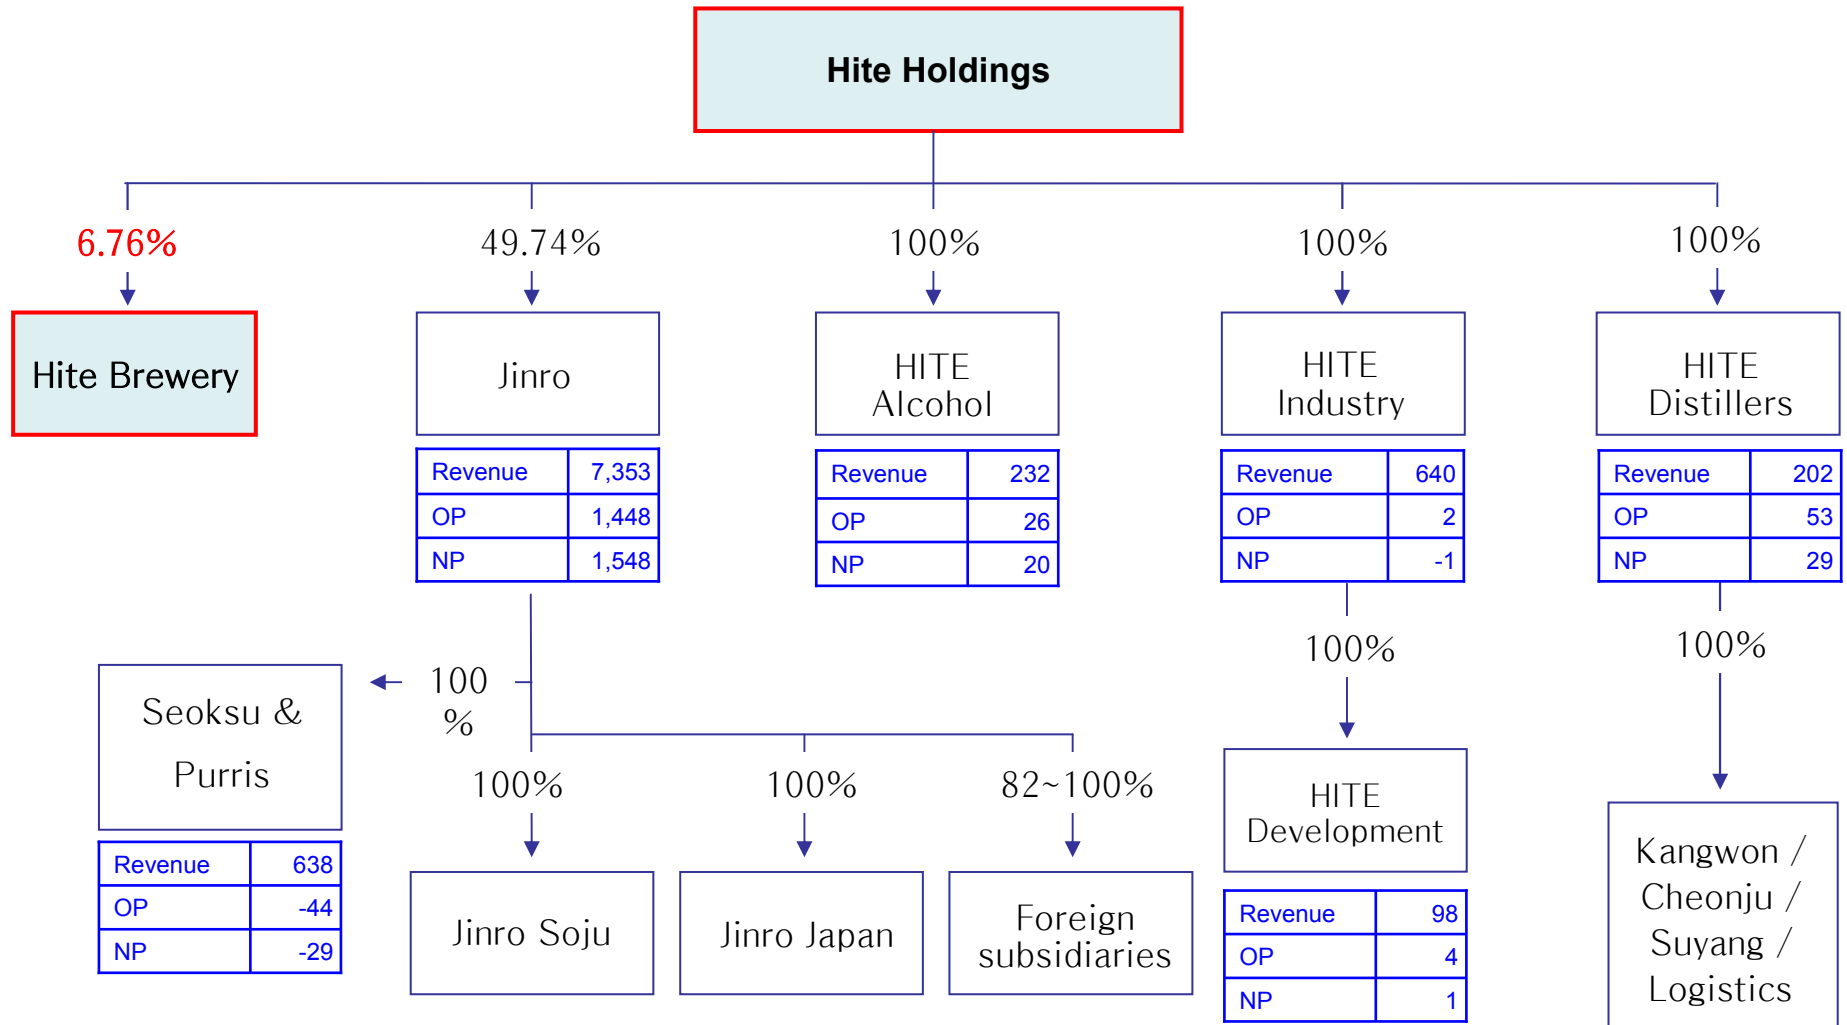 Hite Holdings
6.76%
49.74%
100%
100%
100%
Hite Brewery
Jinro
HITE
Alcohol
HITE
Industry
HITE
Distillers
Revenue 7,353
OP 1,448
NP 1,548
Revenue 232
OP 26
NP 20
Revenue 640
OP 2
NP -1
Revenue 202
OP 53
NP 29
100
%
100%
100%
Seoksu &
Purris
100%
100%
82~100%
HITE
Development
Revenue 638
OP -44
NP -29
Jinro Soju
Jinro Japan
Foreign
subsidiaries
Revenue 98
OP 4
NP 1
Kangwon /
Cheonju /
Suyang /
Logistics